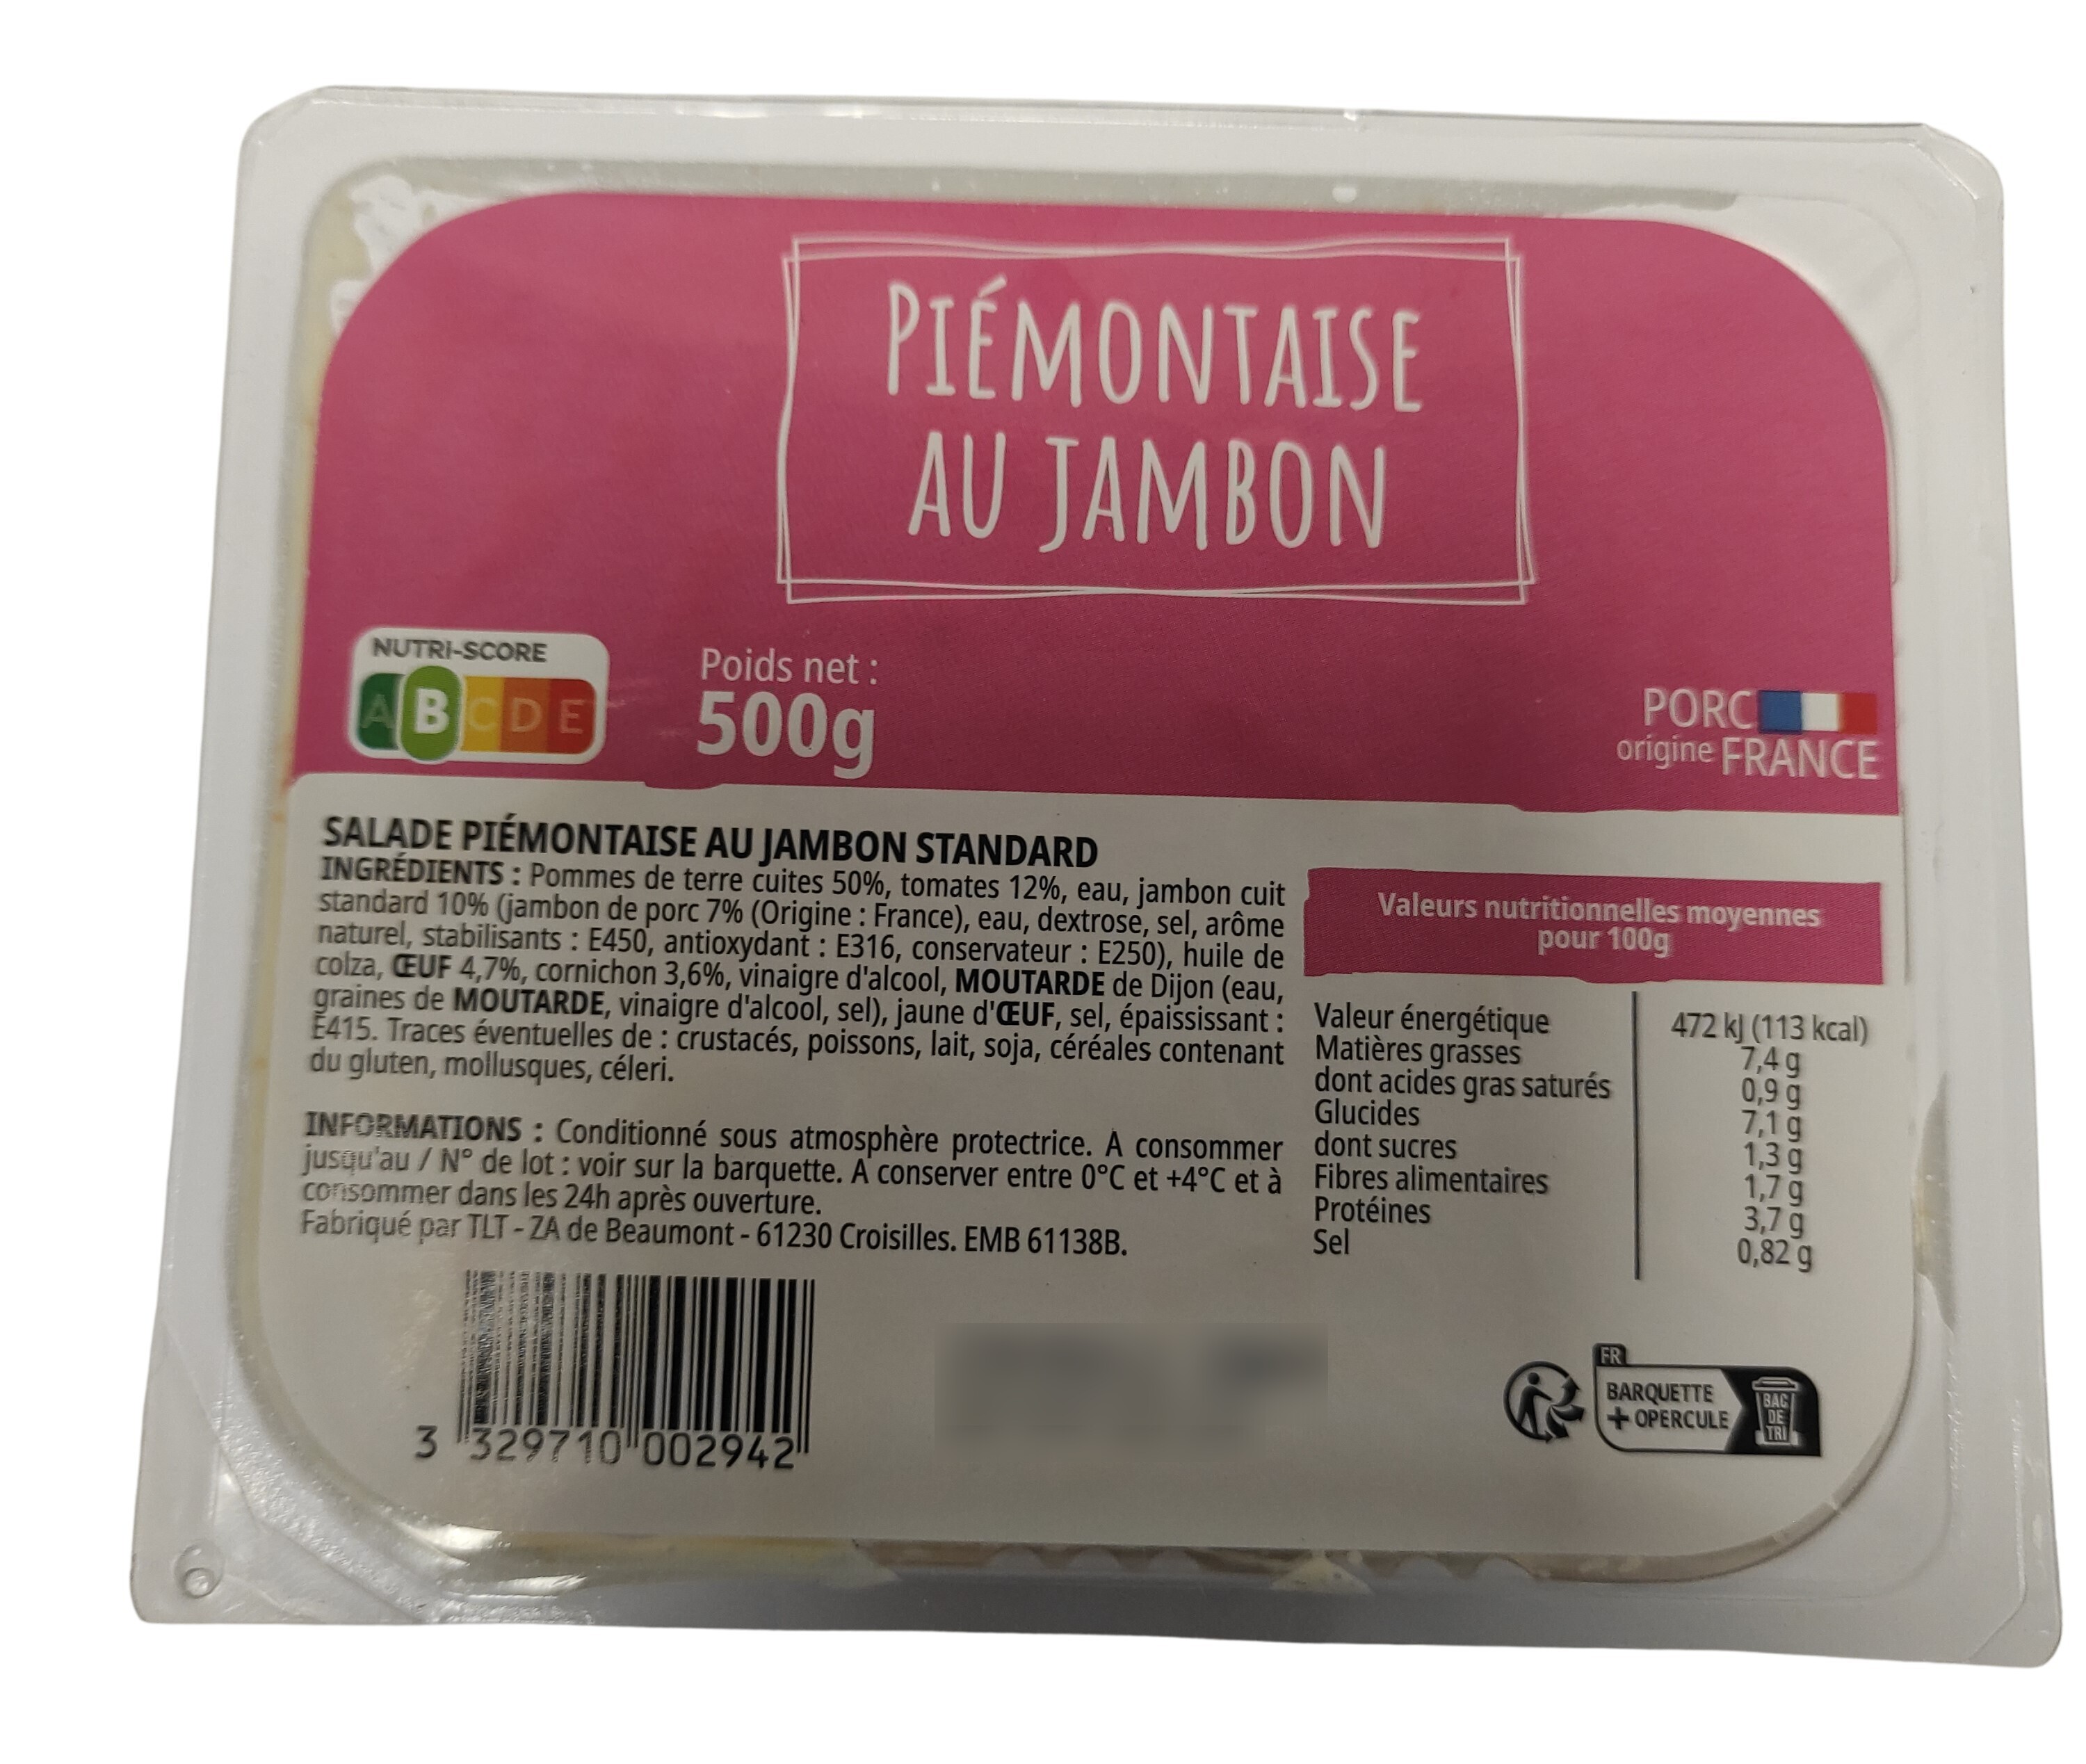 PIÉMONTAISE
AU JAMBON
NUTRI-SCORE
A B C D E
Poids net :
500g
PORC
origine FRANCE
SALADE PIÉMONTAISE AU JAMBON STANDARD
INGRÉDIENTS : Pommes de terre cuites 50%, tomates 12%, eau, jambon cuit
standard 10% (jambon de porc 7% (Origine : France), eau, dextrose, sel, arôme
naturel, stabilisants : E450, antioxydant : E316, conservateur : E250), huile de
colza, ŒUF 4,7%, cornichon 3,6%, vinaigre d'alcool, MOUTARDE de Dijon (eau,
graines de MOUTARDE, vinaigre d'alcool, sel), jaune d'ŒUF, sel, épaississant :
E415. Traces éventuelles de : crustacés, poissons, lait, soja, céréales contenant
du gluten, mollusques, céleri.
INFORMATIONS : Conditionné sous atmosphère protectrice. A consommer
jusqu'au / N° de lot : voir sur la barquette. A conserver entre 0°C et +4°C et à
consommer dans les 24h après ouverture.
Fabriqué par TLT - ZA de Beaumont - 61230 Croisilles. EMB 61138B.
3 329710 002942
Valeurs nutritionnelles moyennes
pour 100g
Valeur énergétique 472 kJ (113 kcal)
Matières grasses 7,4 g
dont acides gras saturés 0,9 g
Glucides 7,1 g
dont sucres 1,3 g
Fibres alimentaires 1,7 g
Protéines 3,7 g
Sel 0,82 g
FR
BARQUETTE
+ OPERCULE
BAC
DE
TRI